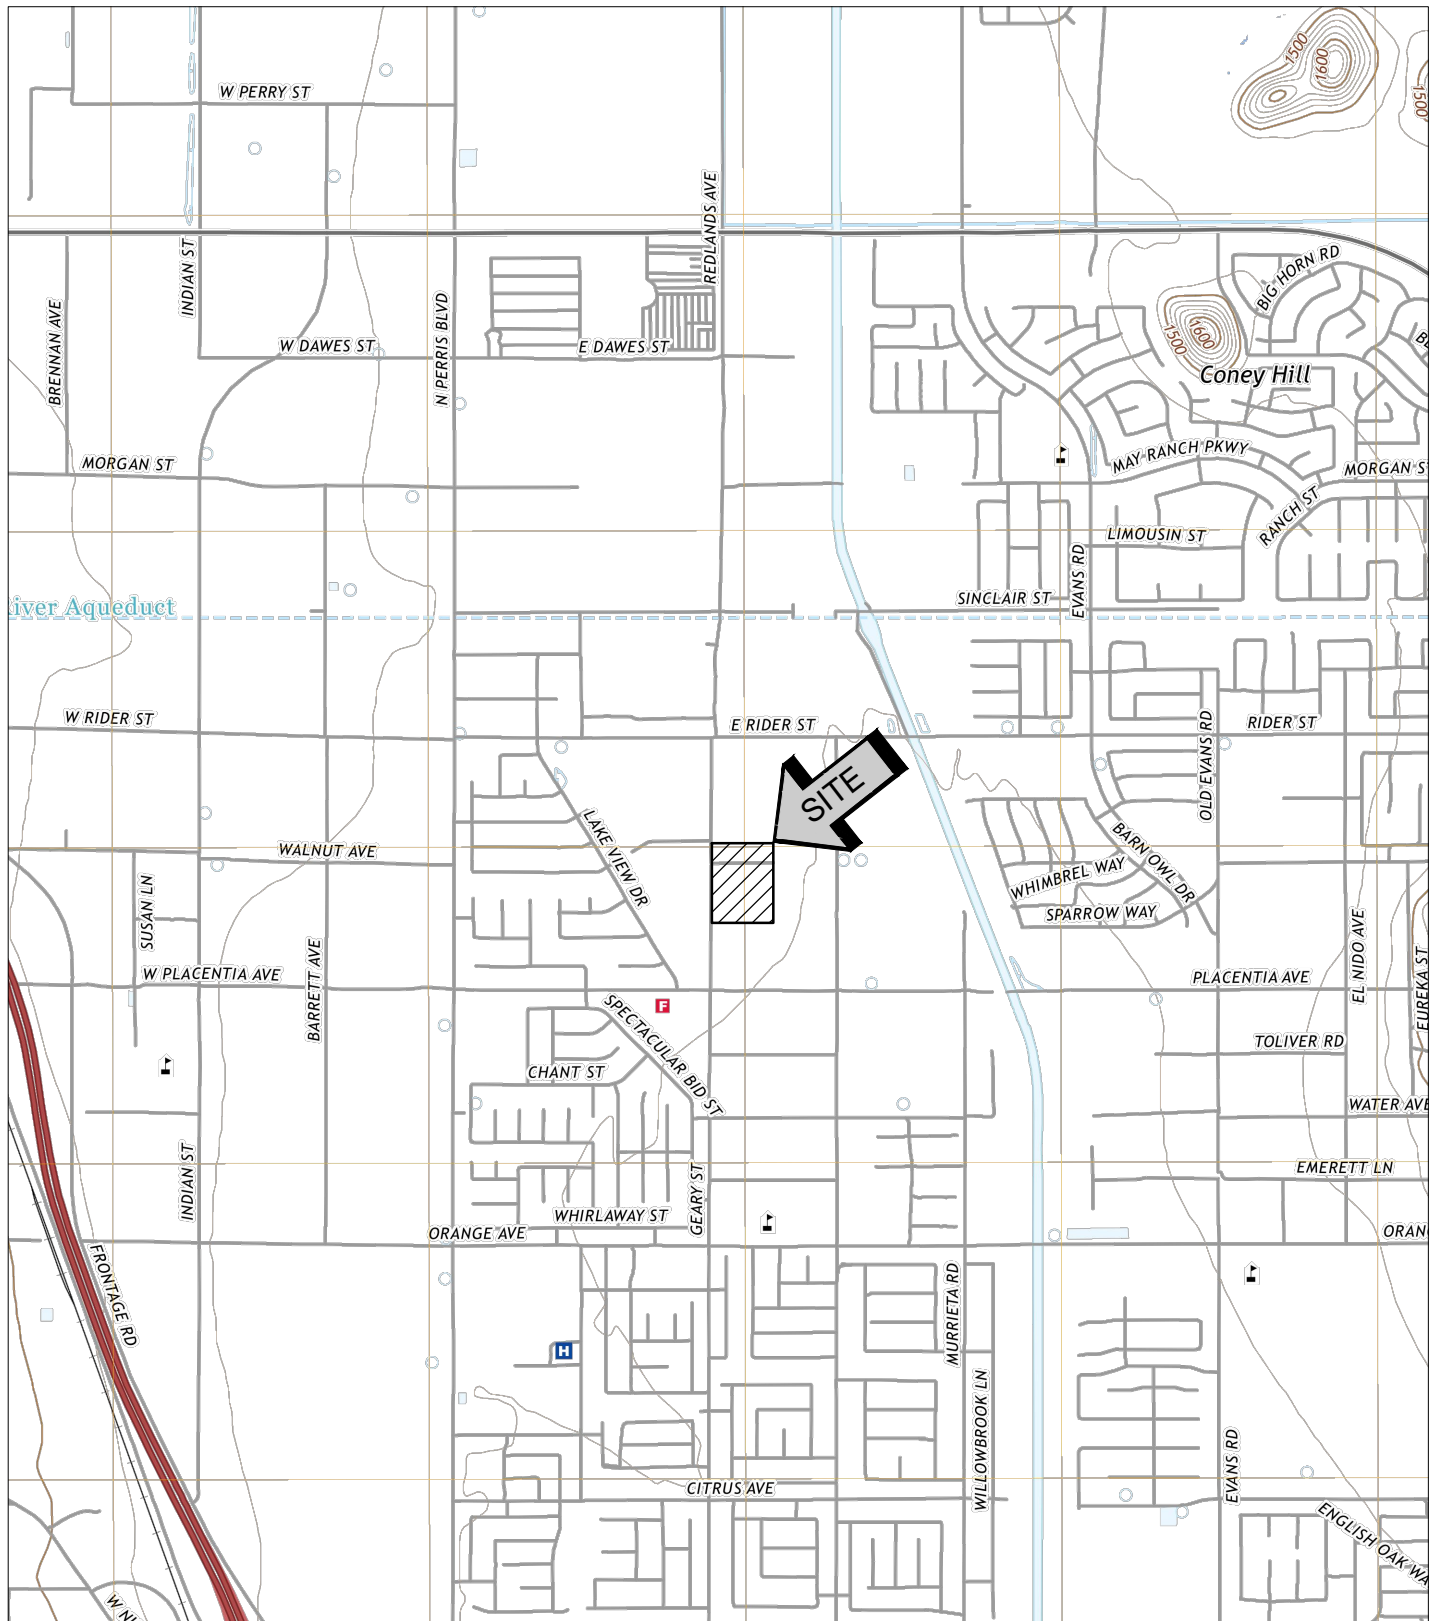 1500
1600
1500
W PERRY ST
REDLANDS AVE
INDIAN ST
BIG HORN RD
BRENNAN AVE
N PERRIS BLVD
W DAWES ST
E DAWES ST
1500
1600
Coney Hill
MORGAN ST
MAY RANCH PKWY
MORGAN S
RANCH ST
LIMOUSIN ST
EVANS RD
SINCLAIR ST
iver Aqueduct
W RIDER ST
E RIDER ST
RIDER ST
OLD EVANS RD
SITE
LAKE VIEW DR
WALNUT AVE
BARN OWL DR
WHIMBREL WAY
SPARROW WAY
SUSAN LN
EL NIDO AVE
EUREKA ST
BARRETT AVE
W PLACENTIA AVE
PLACENTIA AVE
F
SPECTACULAR BID ST
TOLIVER RD
CHANT ST
WATER AVE
INDIAN ST
GEARY ST
EMERETT LN
WHIRLAWAY ST
ORANGE AVE
ORAN
FRONTAGE RD
MURRIETA RD
H
WILLOWBROOK LN
EVANS RD
CITRUS AVE
ENGLISH OAK WA